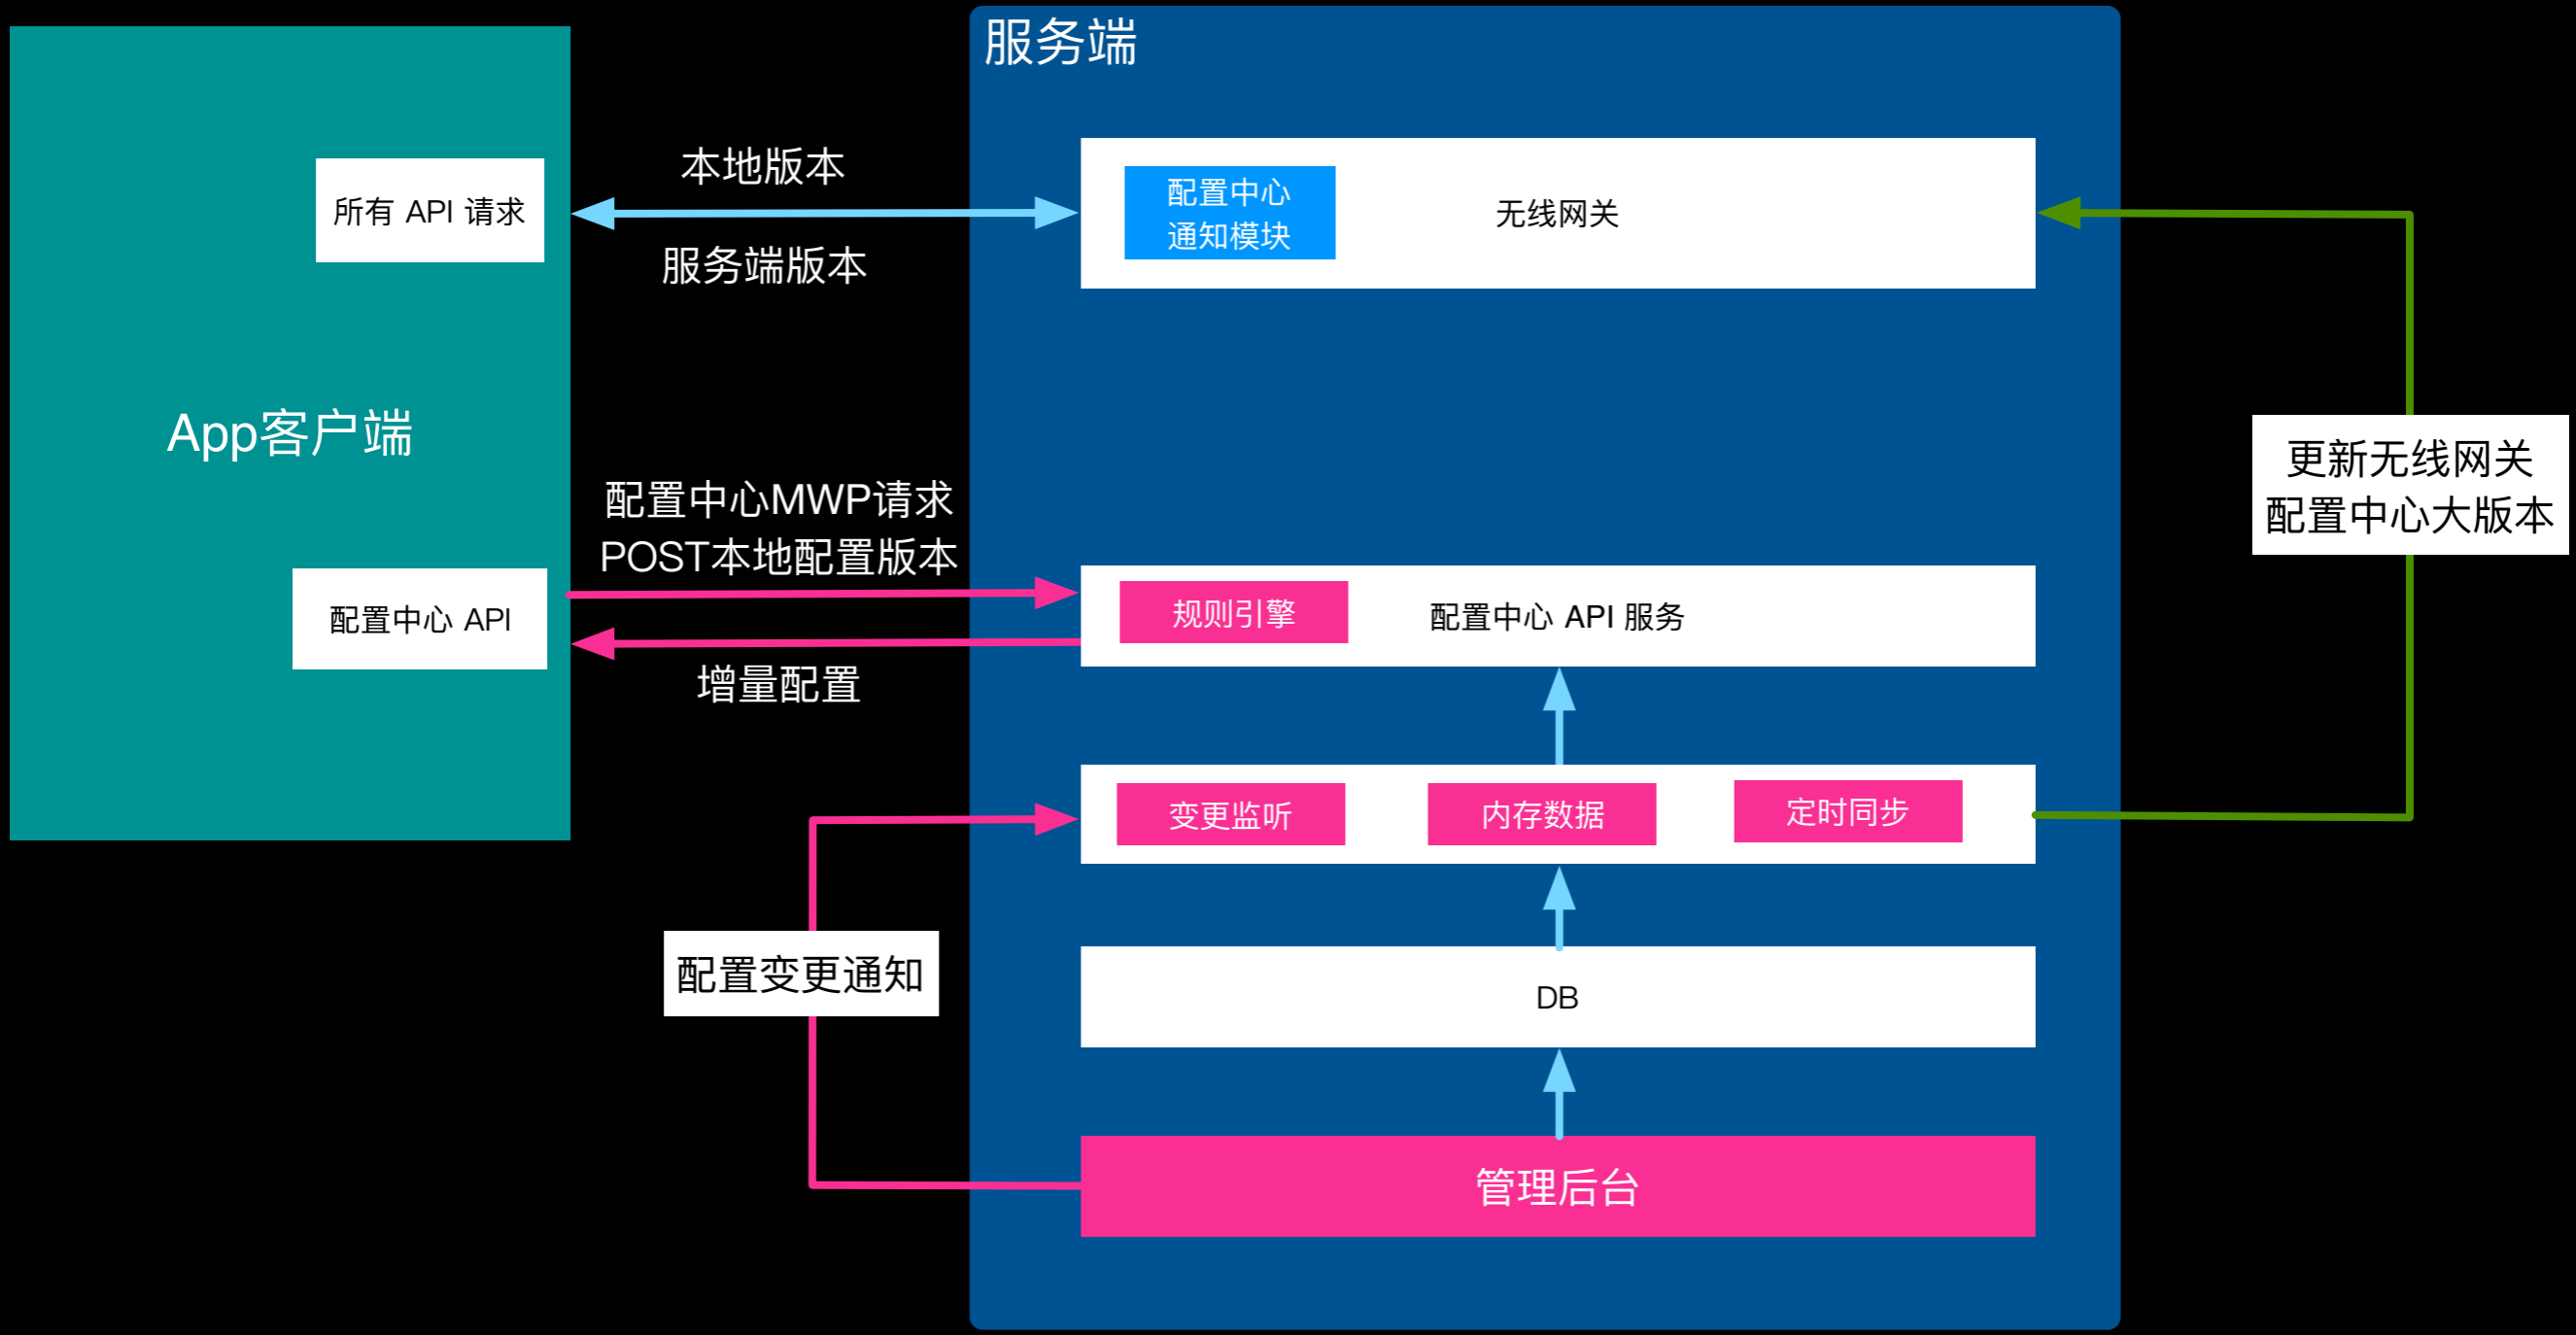 服务端
本地版本
所有 API 请求
服务端版本
配置中心
通知模块
无线网关
App客户端
更新无线网关
配置中心大版本
配置中心MWP请求
POST本地配置版本
配置中心 API
增量配置
规则引擎
配置中心 API 服务
变更监听
内存数据
定时同步
配置变更通知
DB
管理后台